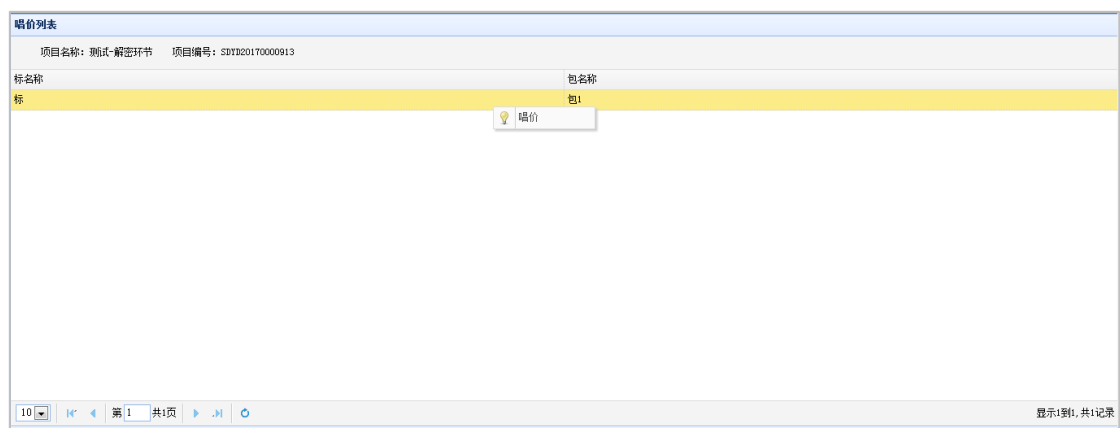 唱价列表
项目名称：测试-解密环节 项目编号：SDYD20170000913
标名称 包名称
标 包1
唱价
10 第 1 共1页 显示1到1,共1记录